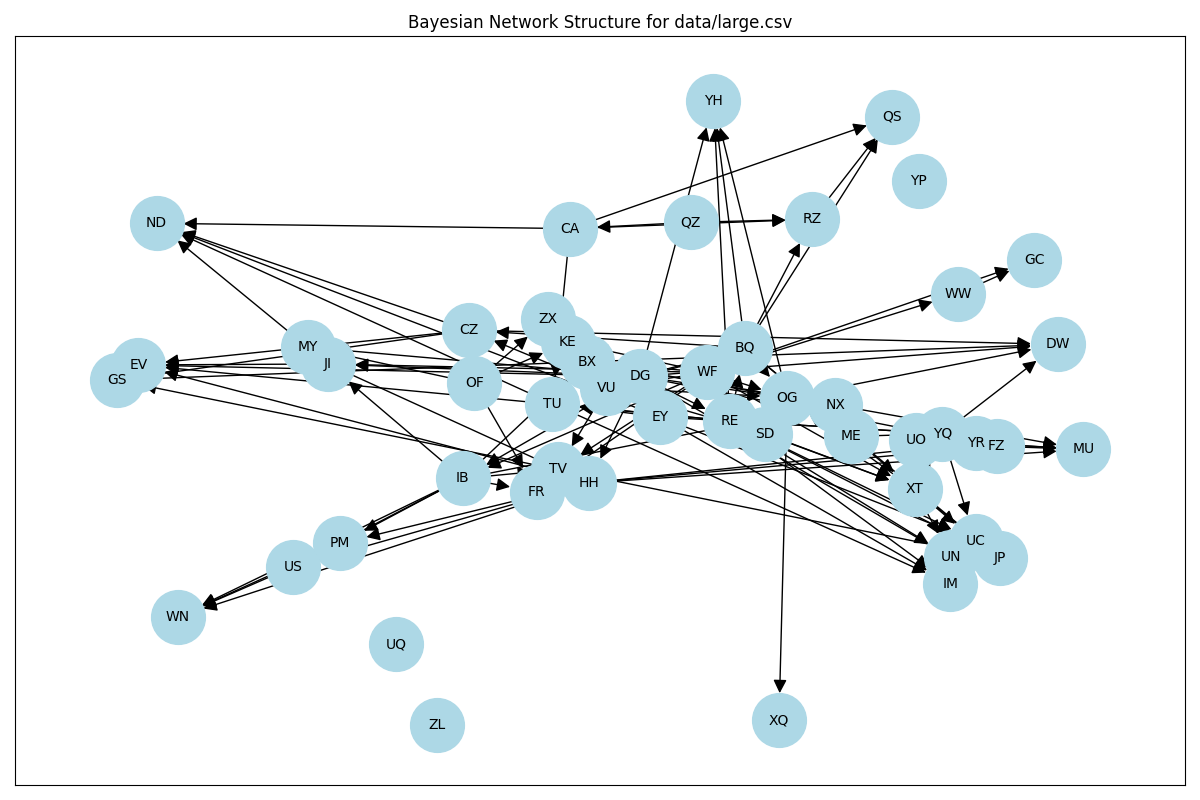 Bayesian Network Structure for data/large.csv
YH
QS
YP
ND
CA
QZ
RZ
GC
WW
ZX
CZ
KE
MY
JI
BX
BQ
DW
EV
GS
OF
VU
DG
WF
TU
EY
OG
NX
RE
SD
ME
UO
YQ
YR
FZ
MU
IB
TV
FR
HH
XT
PM
US
UC
UN
JP
IM
WN
UQ
ZL
XQ